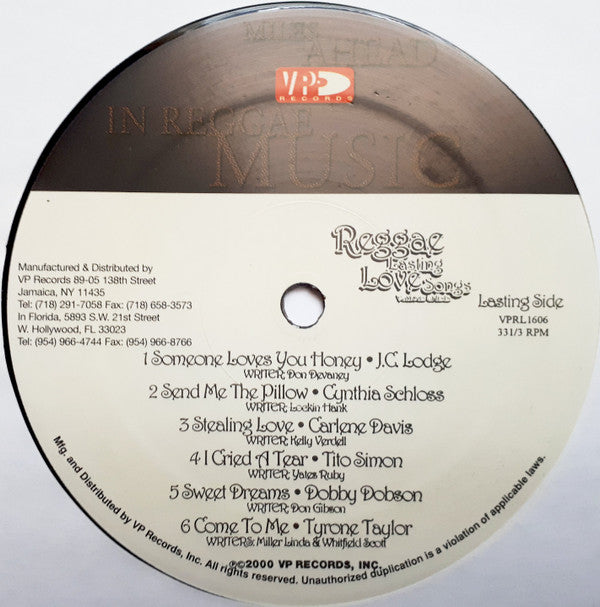 MILES
AHEAD
VP
RECORDS
IN REGGAE
MUSIC
Reggae
Lasting
Love
Songs
Manufactured & Distributed by
VP Records 89-05 138th Street
Jamaica, NY 11435
Tel: (718) 291-7058 Fax: (718) 658-3573
In Florida, 5893 S.W. 21st Street
W. Hollywood, FL 33023
Tel: (954) 966-4744 Fax: (954) 966-8766
Lasting Side
VPRL1606
331/3 RPM
1 Someone Loves You Honey • J.C. Lodge
WRITER: Don Devaney
2 Send Me The Pillow • Cynthia Schloss
WRITER: Lockin Hank
3 Stealing Love • Carlene Davis
WRITER: Kelly Verdell
4 I Cried A Tear • Tito Simon
WRITER: Yates Ruby
5 Sweet Dreams • Dobby Dobson
WRITER: Don Gibson
6 Come To Me • Tyrone Taylor
WRITERS: Miller Linda & Whitfield Scott
Mfg. and Distributed by VP Records, Inc. All rights reserved. Unauthorized duplication is a violation of applicable laws.
℗©2000 VP RECORDS, INC.